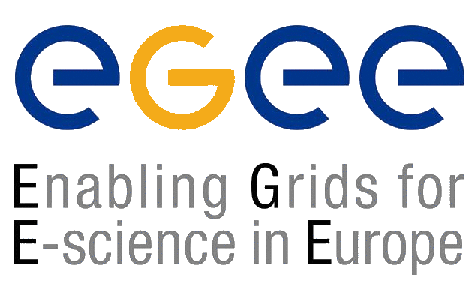 eGee
Enabling Grids for
E-science in Europe